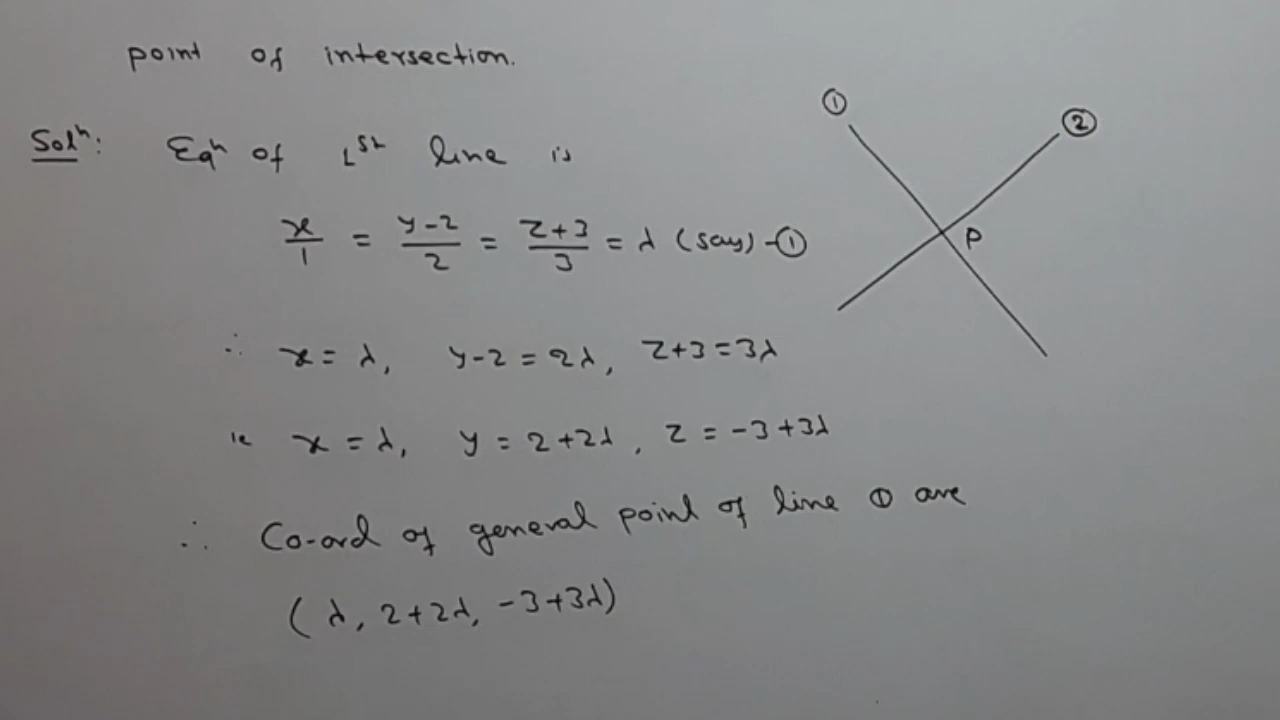 point of intersection.
Solⁿ: Eqⁿ of 1st line is
x/1 = y-2/2 = z+3/3 = λ (say) -①
∴ x = λ, y-2 = 2λ, z+3 = 3λ
ie x = λ, y = 2+2λ, z = -3+3λ
∴ Co-ord of general point of line ① are
(λ, 2+2λ, -3+3λ)
①
②
P